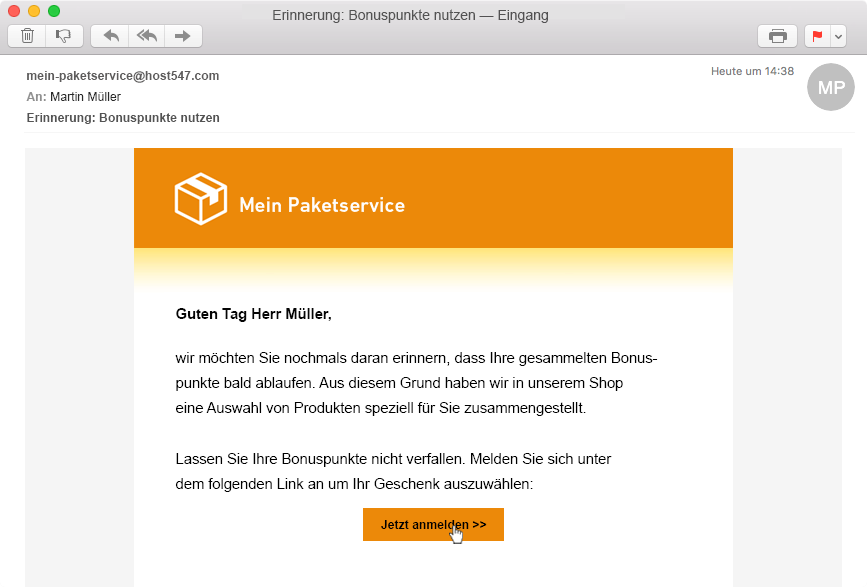 Erinnerung: Bonuspunkte nutzen — Eingang
mein-paketservice@host547.com
Heute um 14:38
MP
An: Martin Müller
Erinnerung: Bonuspunkte nutzen
Mein Paketservice
Guten Tag Herr Müller,
wir möchten Sie nochmals daran erinnern, dass Ihre gesammelten Bonus-
punkte bald ablaufen. Aus diesem Grund haben wir in unserem Shop
eine Auswahl von Produkten speziell für Sie zusammengestellt.
Lassen Sie Ihre Bonuspunkte nicht verfallen. Melden Sie sich unter
dem folgenden Link an um Ihr Geschenk auszuwählen:
Jetzt anmelden >>